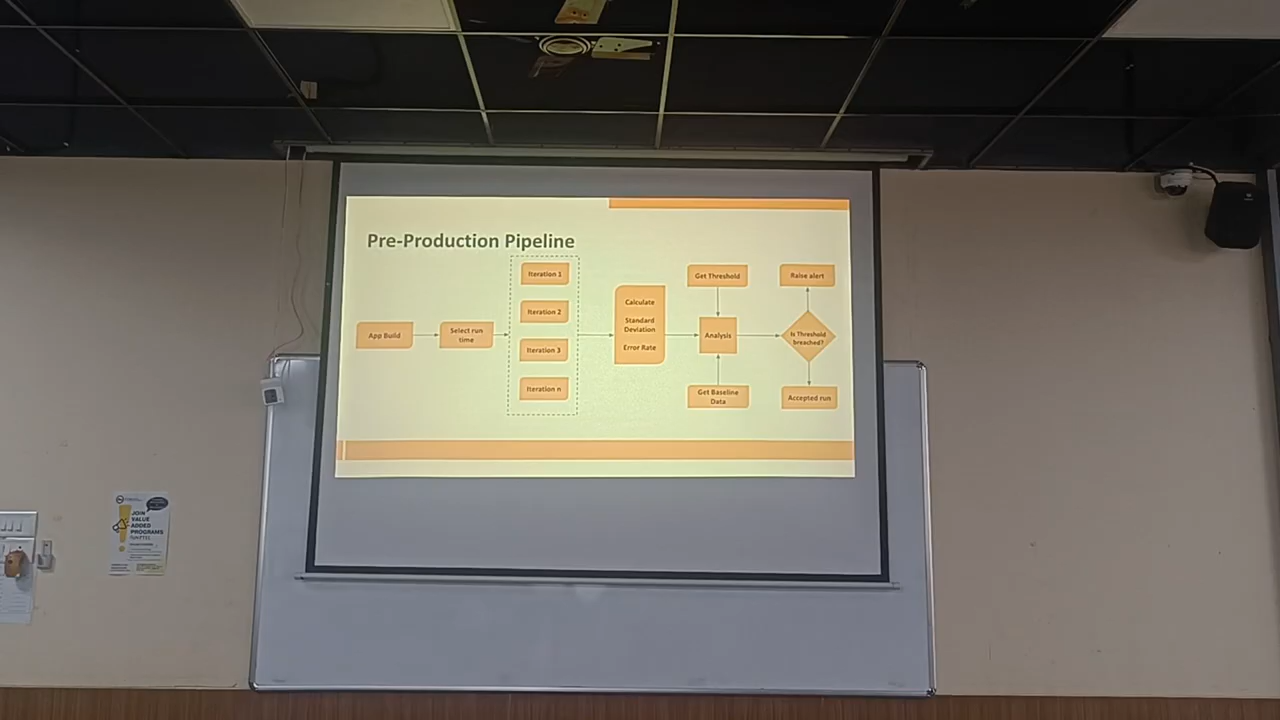 Pre-Production Pipeline
App Build
Select run
time
Iteration 1
Iteration 2
Iteration 3
Iteration n
Calculate
Standard
Deviation
Error Rate
Get Threshold
Analysis
Get Baseline
Data
Raise alert
Is Threshold
breached?
Accepted run
JOIN
VALUE
ADDED
PROGRAMS